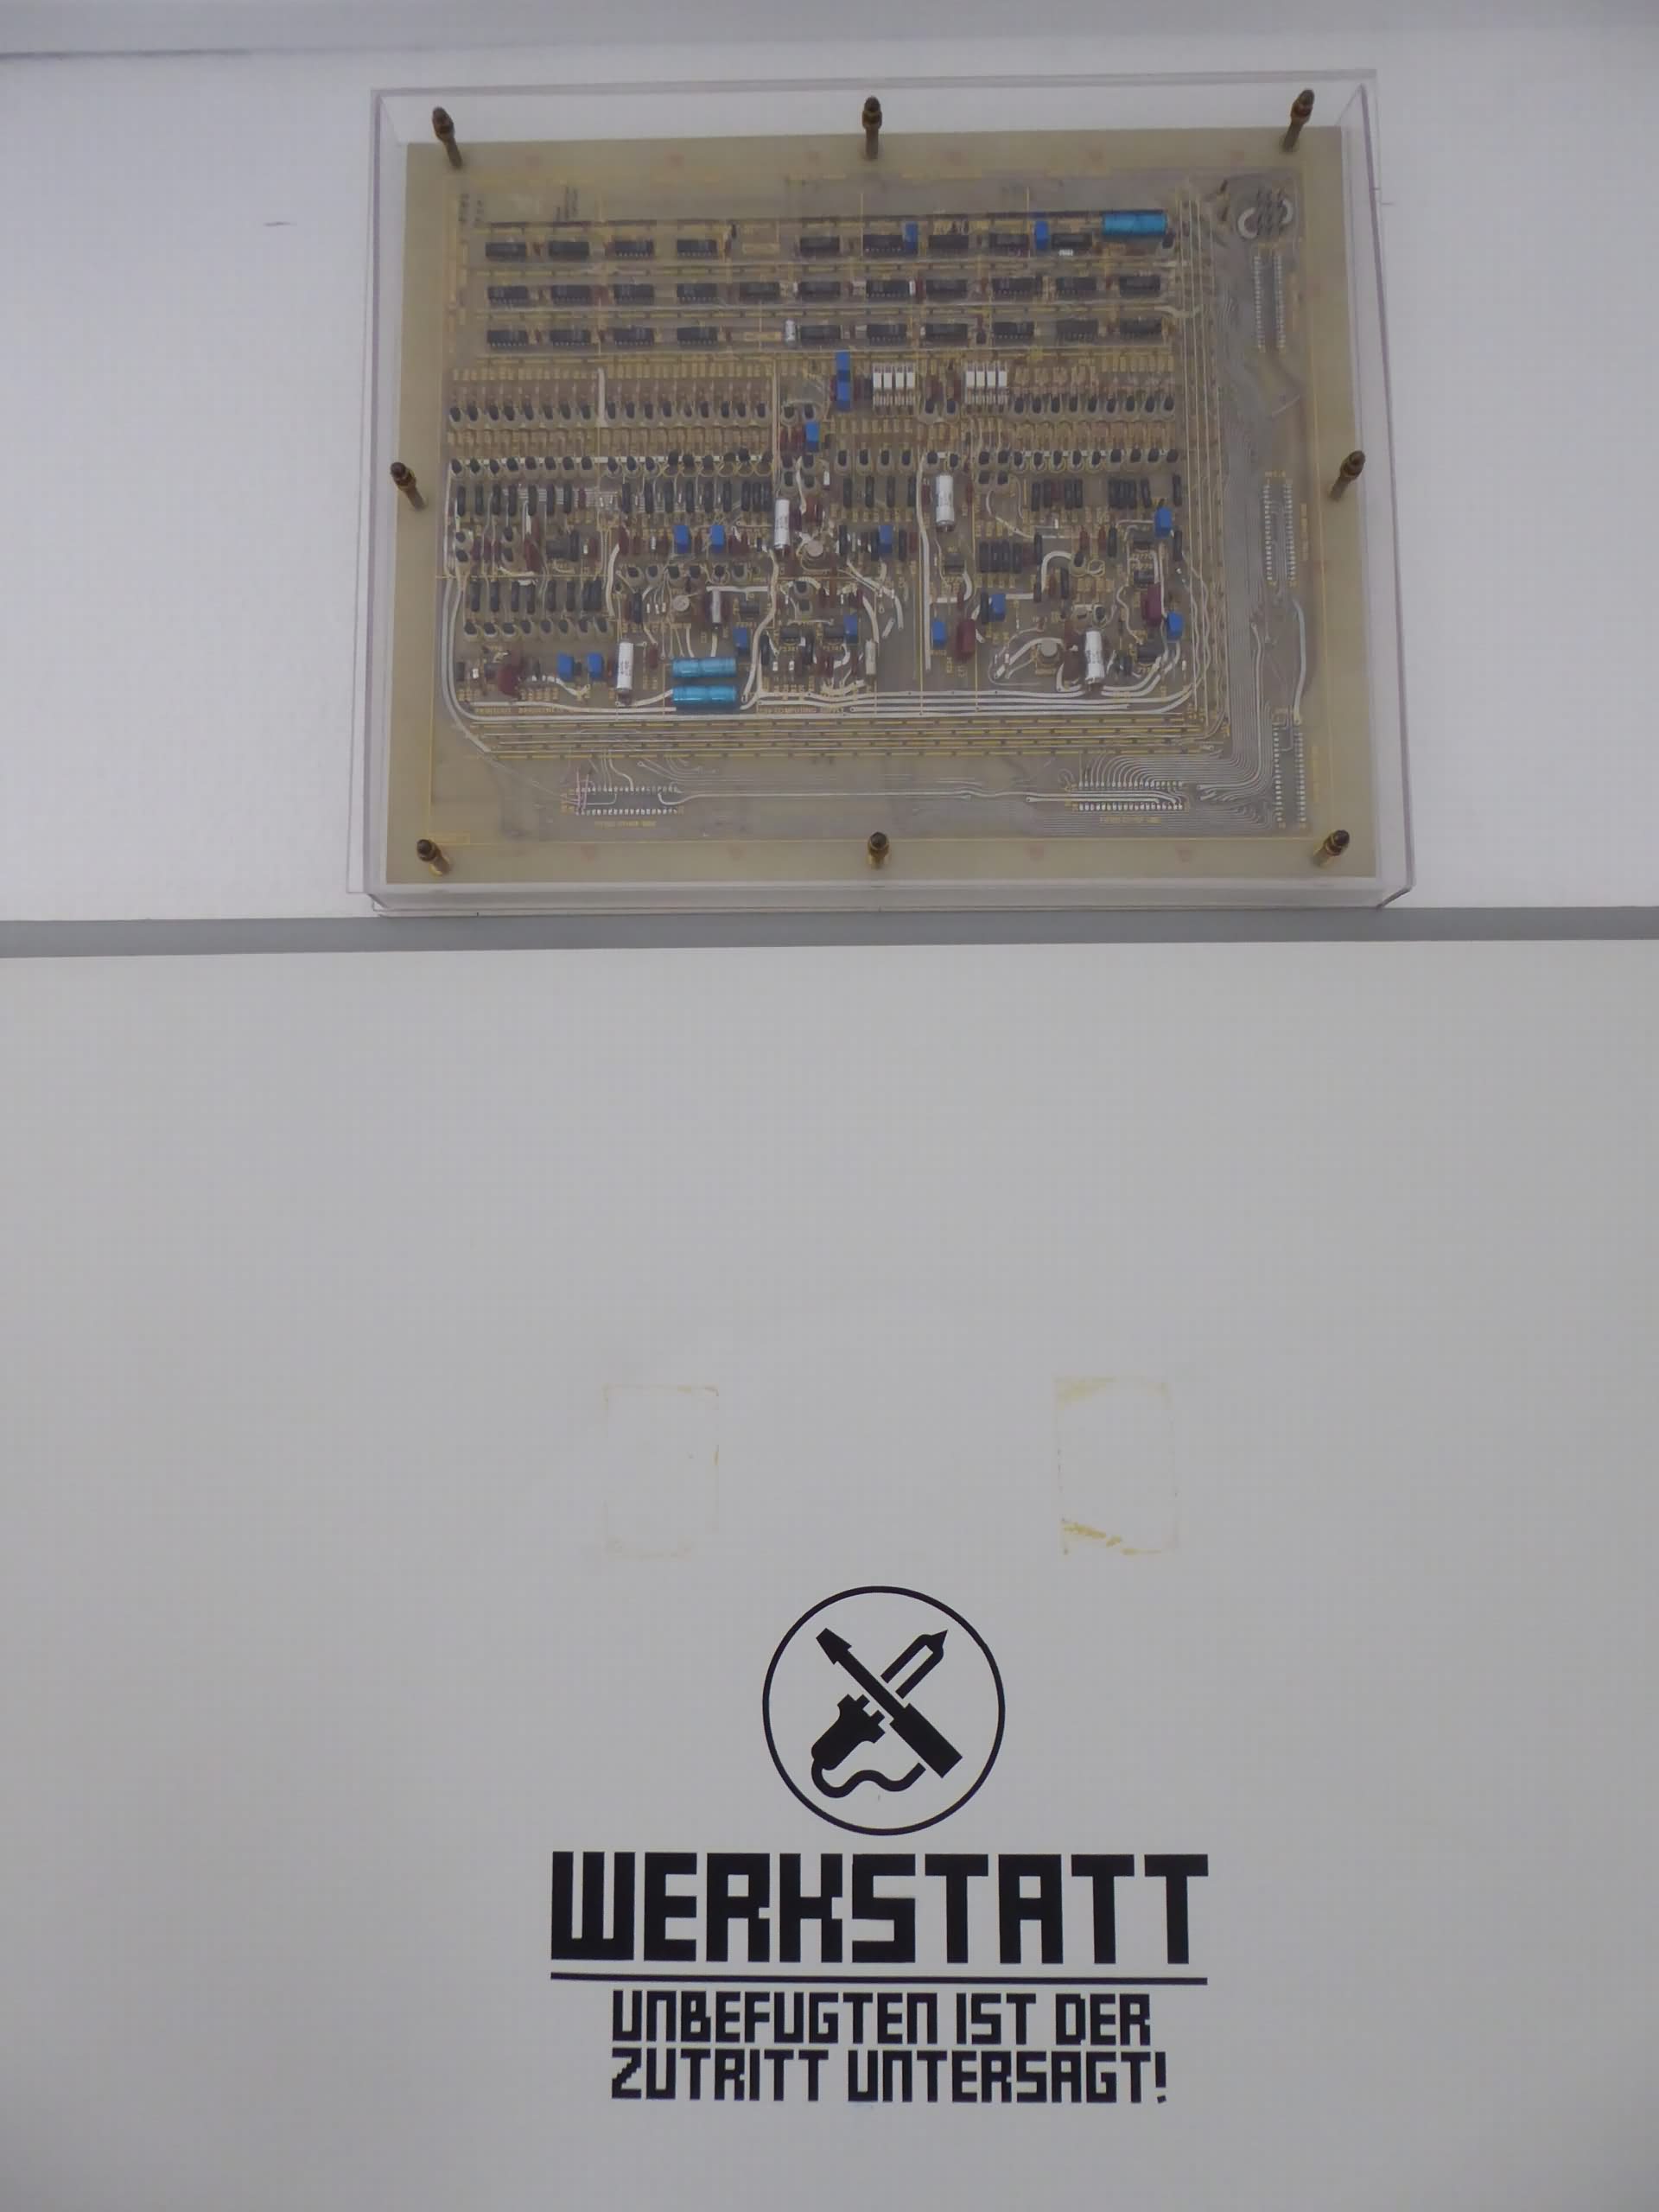 WERKSTATT
UNBEFUGTEN IST DER
ZUTRITT UNTERSAGT!